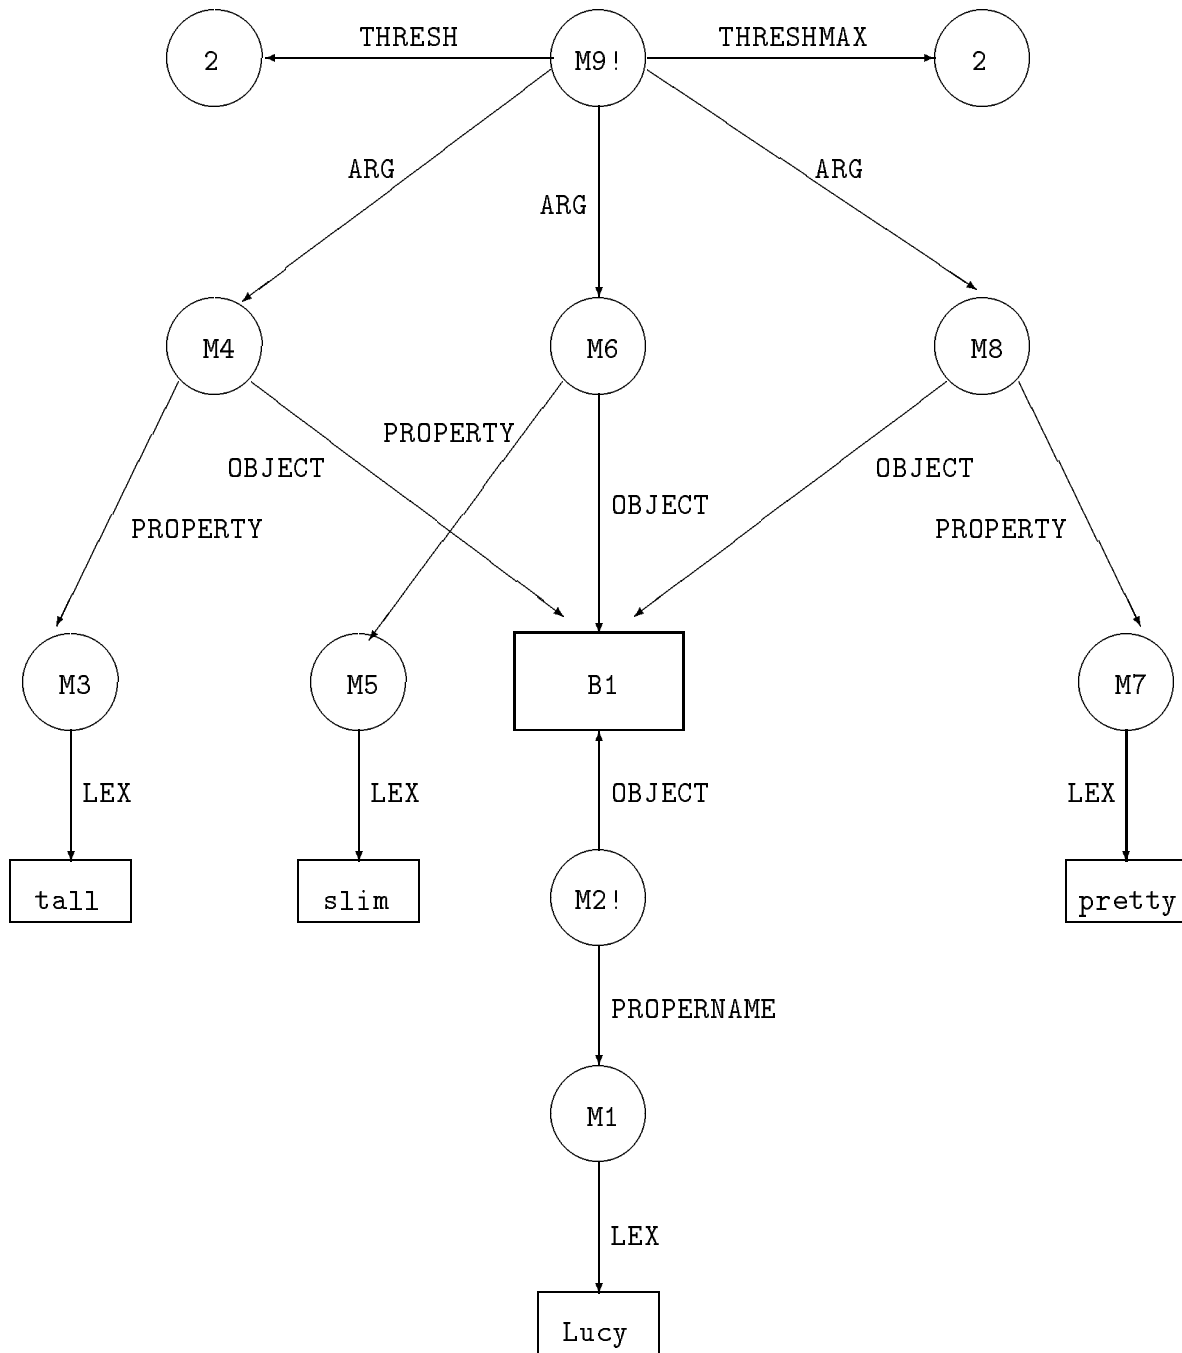 THRESH
THRESHMAX
2
M9!
2
ARG
ARG
ARG
M4
M6
M8
PROPERTY
OBJECT
OBJECT
OBJECT
PROPERTY
PROPERTY
M3
M5
B1
M7
LEX
LEX
OBJECT
LEX
tall
slim
M2!
pretty
PROPERNAME
M1
LEX
Lucy